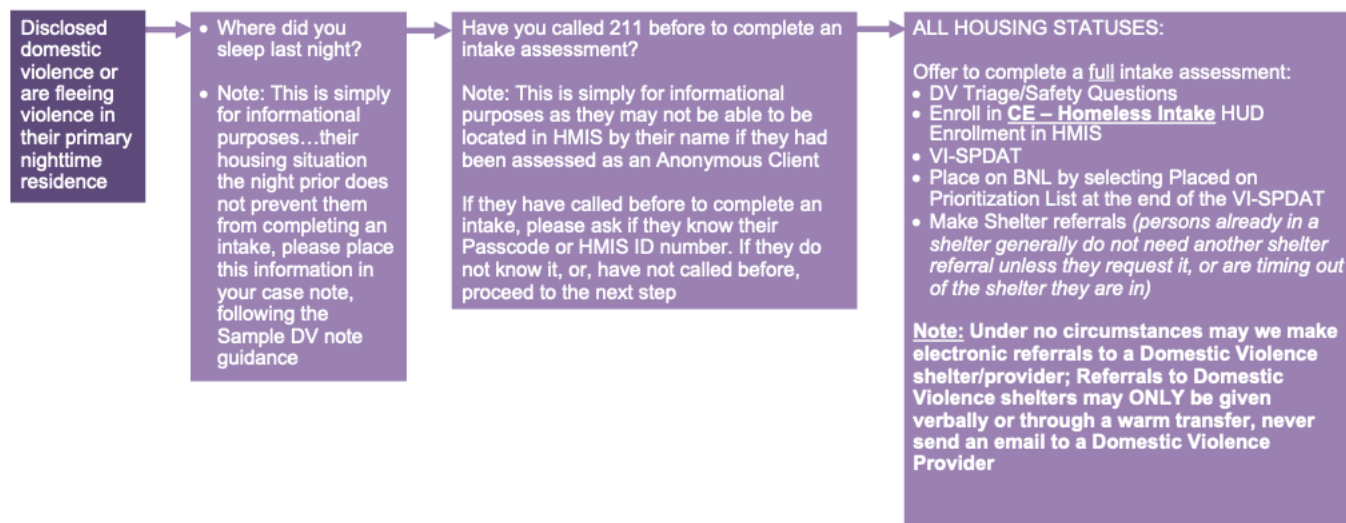 Disclosed
domestic
violence or
are fleeing
violence in
their primary
nighttime
residence
• Where did you
sleep last night?
• Note: This is simply
for informational
purposes…their
housing situation
the night prior does
not prevent them
from completing an
intake, please place
this information in
your case note,
following the
Sample DV note
guidance
Have you called 211 before to complete an
intake assessment?
Note: This is simply for informational
purposes as they may not be able to be
located in HMIS by their name if they had
been assessed as an Anonymous Client
If they have called before to complete an
intake, please ask if they know their
Passcode or HMIS ID number. If they do
not know it, or, have not called before,
proceed to the next step
ALL HOUSING STATUSES:
Offer to complete a full intake assessment:
• DV Triage/Safety Questions
• Enroll in CE – Homeless Intake HUD
Enrollment in HMIS
• VI-SPDAT
• Place on BNL by selecting Placed on
Prioritization List at the end of the VI-SPDAT
• Make Shelter referrals (persons already in a
shelter generally do not need another shelter
referral unless they request it, or are timing out
of the shelter they are in)
Note: Under no circumstances may we make
electronic referrals to a Domestic Violence
shelter/provider; Referrals to Domestic
Violence shelters may ONLY be given
verbally or through a warm transfer, never
send an email to a Domestic Violence
Provider